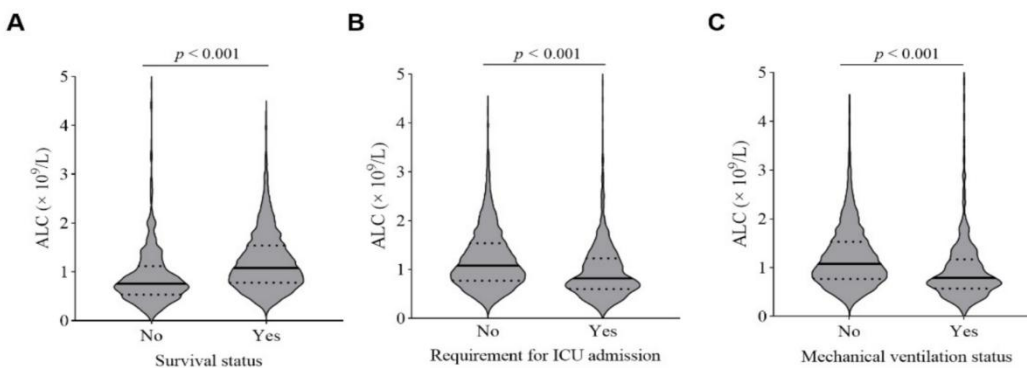 A
p < 0.001
ALC (× 10⁹/L)
5
4
3
2
1
0
No
Yes
Survival status
B
p < 0.001
ALC (× 10⁹/L)
5
4
3
2
1
0
No
Yes
Requirement for ICU admission
C
p < 0.001
ALC (× 10⁹/L)
5
4
3
2
1
0
No
Yes
Mechanical ventilation status